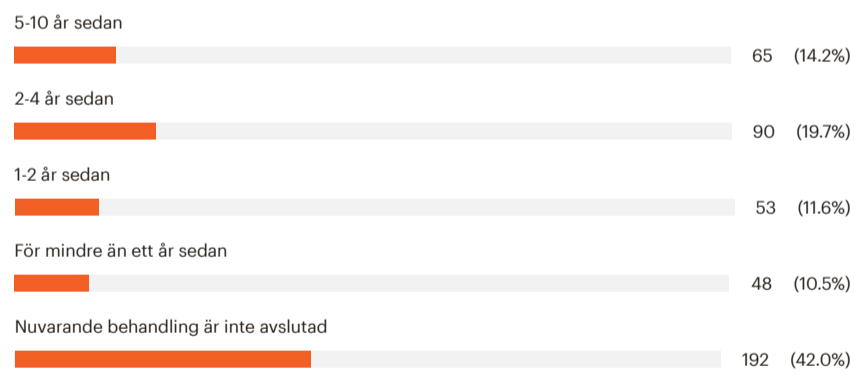 5-10 år sedan
65 (14.2%)
2-4 år sedan
90 (19.7%)
1-2 år sedan
53 (11.6%)
För mindre än ett år sedan
48 (10.5%)
Nuvarande behandling är inte avslutad
192 (42.0%)